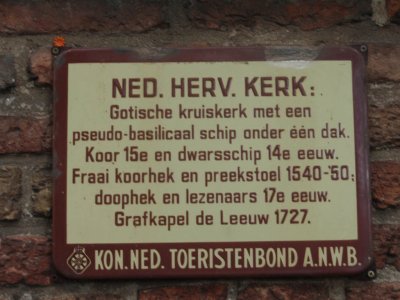 NED. HERV. KERK:
Gotische kruiskerk met een
pseudo-basilicaal schip onder één dak.
Koor 15e en dwarsschip 14e eeuw.
Fraai koorhek en preekstoel 1540-'50;
doophek en lezenaars 17e eeuw.
Grafkapel de Leeuw 1727.
KON. NED. TOERISTENBOND A.N.W.B.